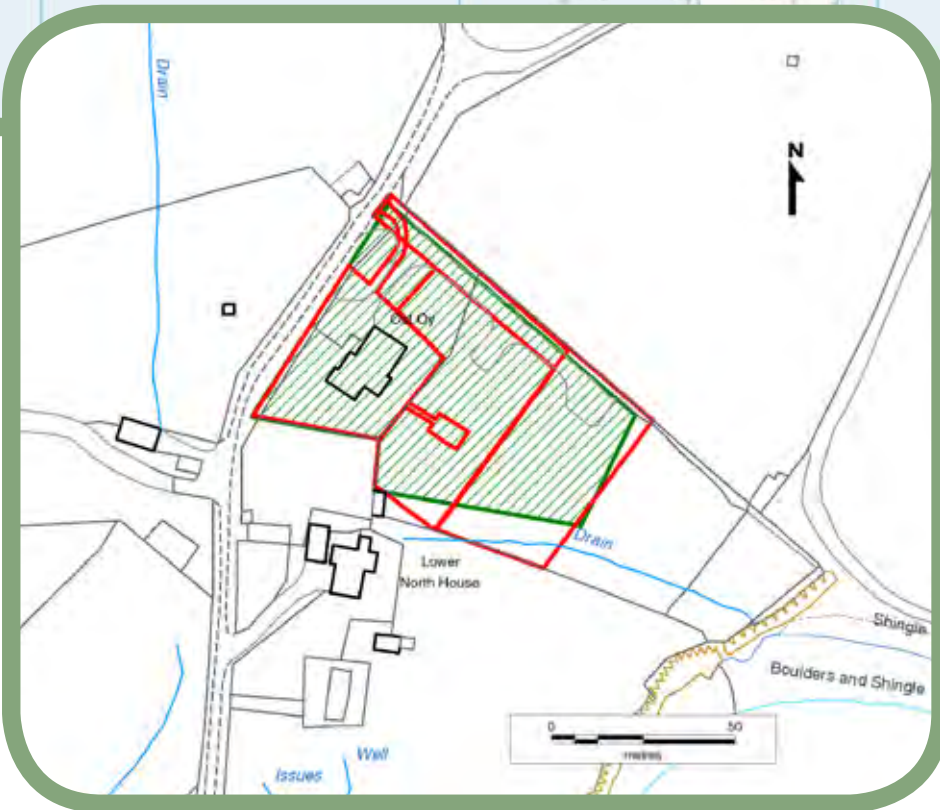 Drain
N
Drain
Lower
North House
Shingle
Boulders and Shingle
0 50
metres
Well
Issues